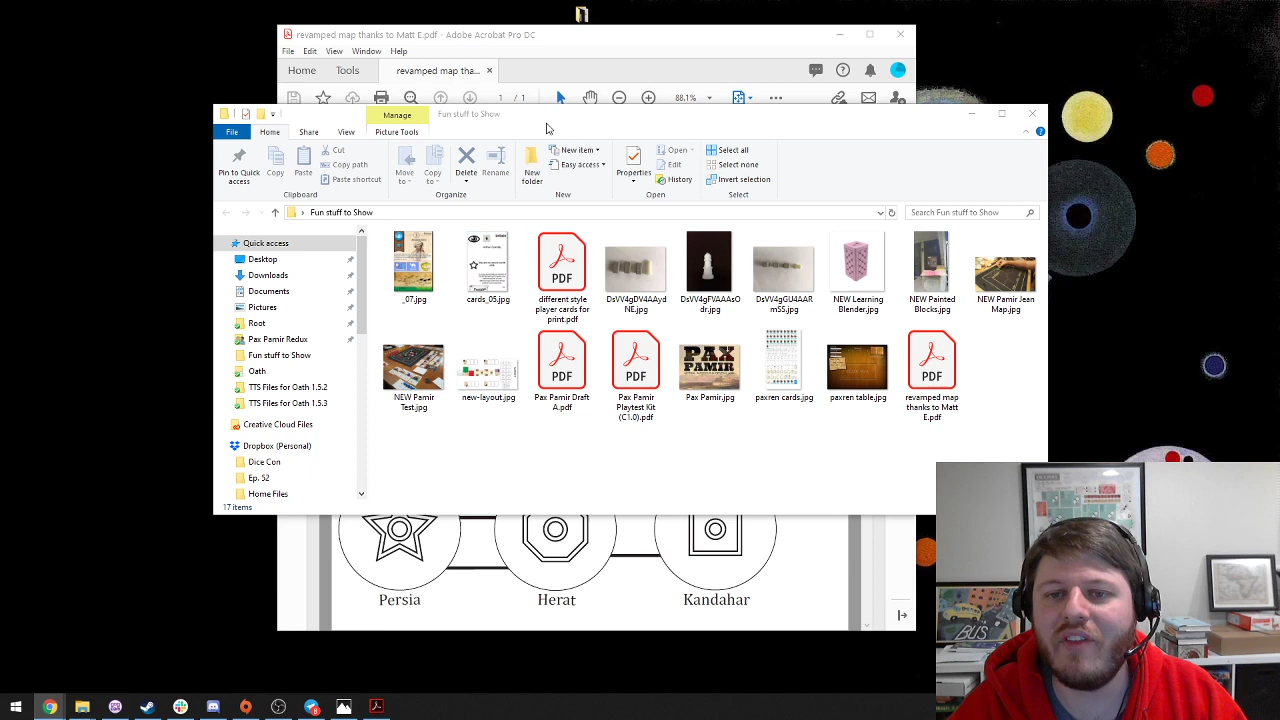 revamped map thanks to Matt E.pdf - Adobe Acrobat Pro DC
File Edit View Window Help
Home Tools revamped map tha... ×
1 / 1 88.1%
Manage Fun stuff to Show
File Home Share View Picture Tools
Pin to Quick access
Copy
Paste
Cut
Copy path
Paste shortcut
Clipboard
Move to
Copy to
Delete
Rename
Organize
New folder
New item
Easy access
New
Properties
Open
Edit
History
Open
Select all
Select none
Invert selection
Select
Fun stuff to Show
Search Fun stuff to Show
Quick access
Desktop
Downloads
Documents
Pictures
Root
Pax Pamir Redux
Fun stuff to Show
Oath
TTS Files for Oath 1.5.2
TTS Files for Oath 1.5.3
Creative Cloud Files
Dropbox (Personal)
Dice Con
Ep. 52
Home Files
17 items
_07.jpg
cards_05.jpg
PDF
different style
player cards for
print.pdf
DsVV4gDV4AAyd
NE.jpg
DsVV4gFVAAAsO
dr.jpg
DsVV4gGU4AAR
mSS.jpg
NEW Learning
Blender.jpg
NEW Painted
Blocks.jpg
NEW Pamir Jean
Map.jpg
NEW Pamir
Test.jpg
new-layout.jpg
PDF
Pax Pamir Draft
A.pdf
PDF
Pax Pamir
Playtest Kit
(C1.0).pdf
PAX
PAMIR
Pax Pamir.jpg
paxren cards.jpg
paxren table.jpg
PDF
revamped map
thanks to Matt
E.pdf
Persia Herat Kandahar
BUS